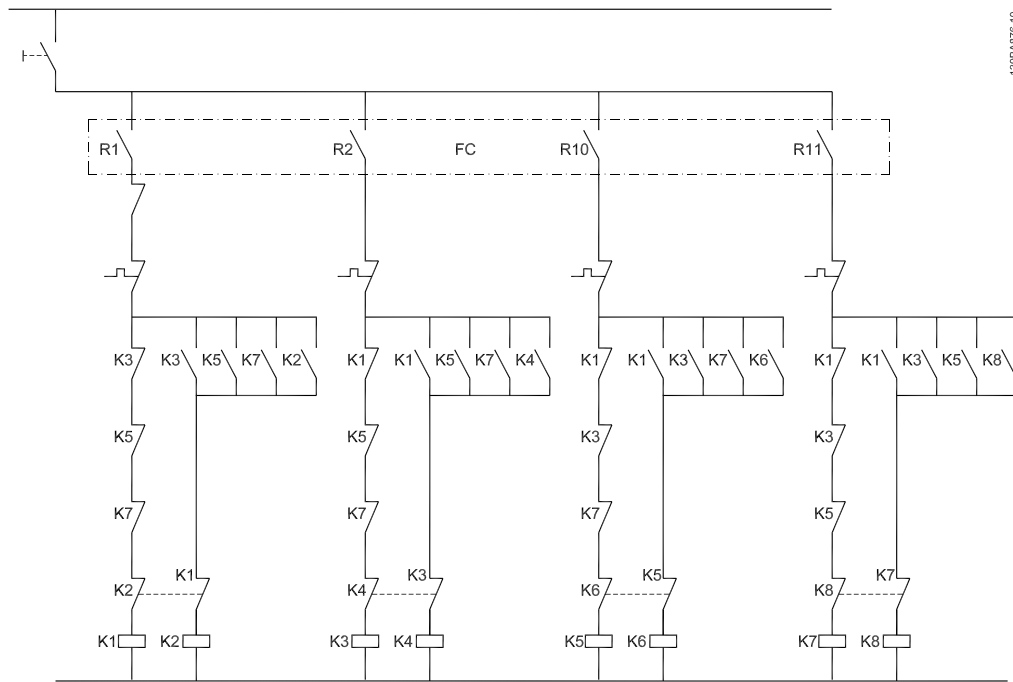 R1 R2 FC R10 R11
K3 K3 K5 K7 K2 K1 K1 K5 K7 K4 K1 K1 K3 K7 K6 K1 K1 K3 K5 K8
K5 K5 K3 K3
K7 K7 K7 K5
K2 K1 K4 K3 K6 K5 K8 K7
K1 K2 K3 K4 K5 K6 K7 K8